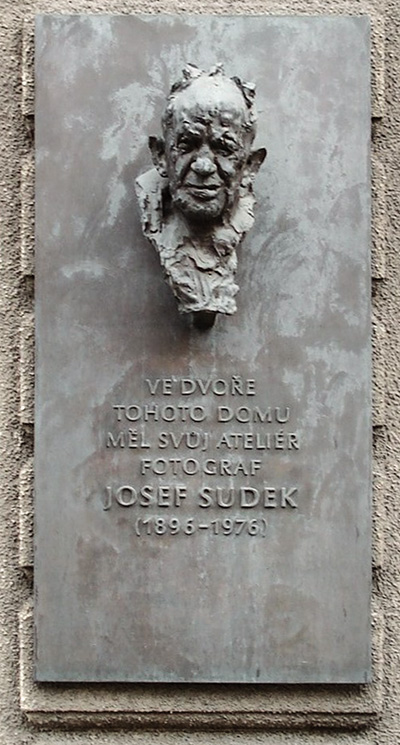 VE DVOŘE
TOHOTO DOMU
MĚL SVŮJ ATELIÉR
FOTOGRAF
JOSEF SUDEK
(1896–1976)